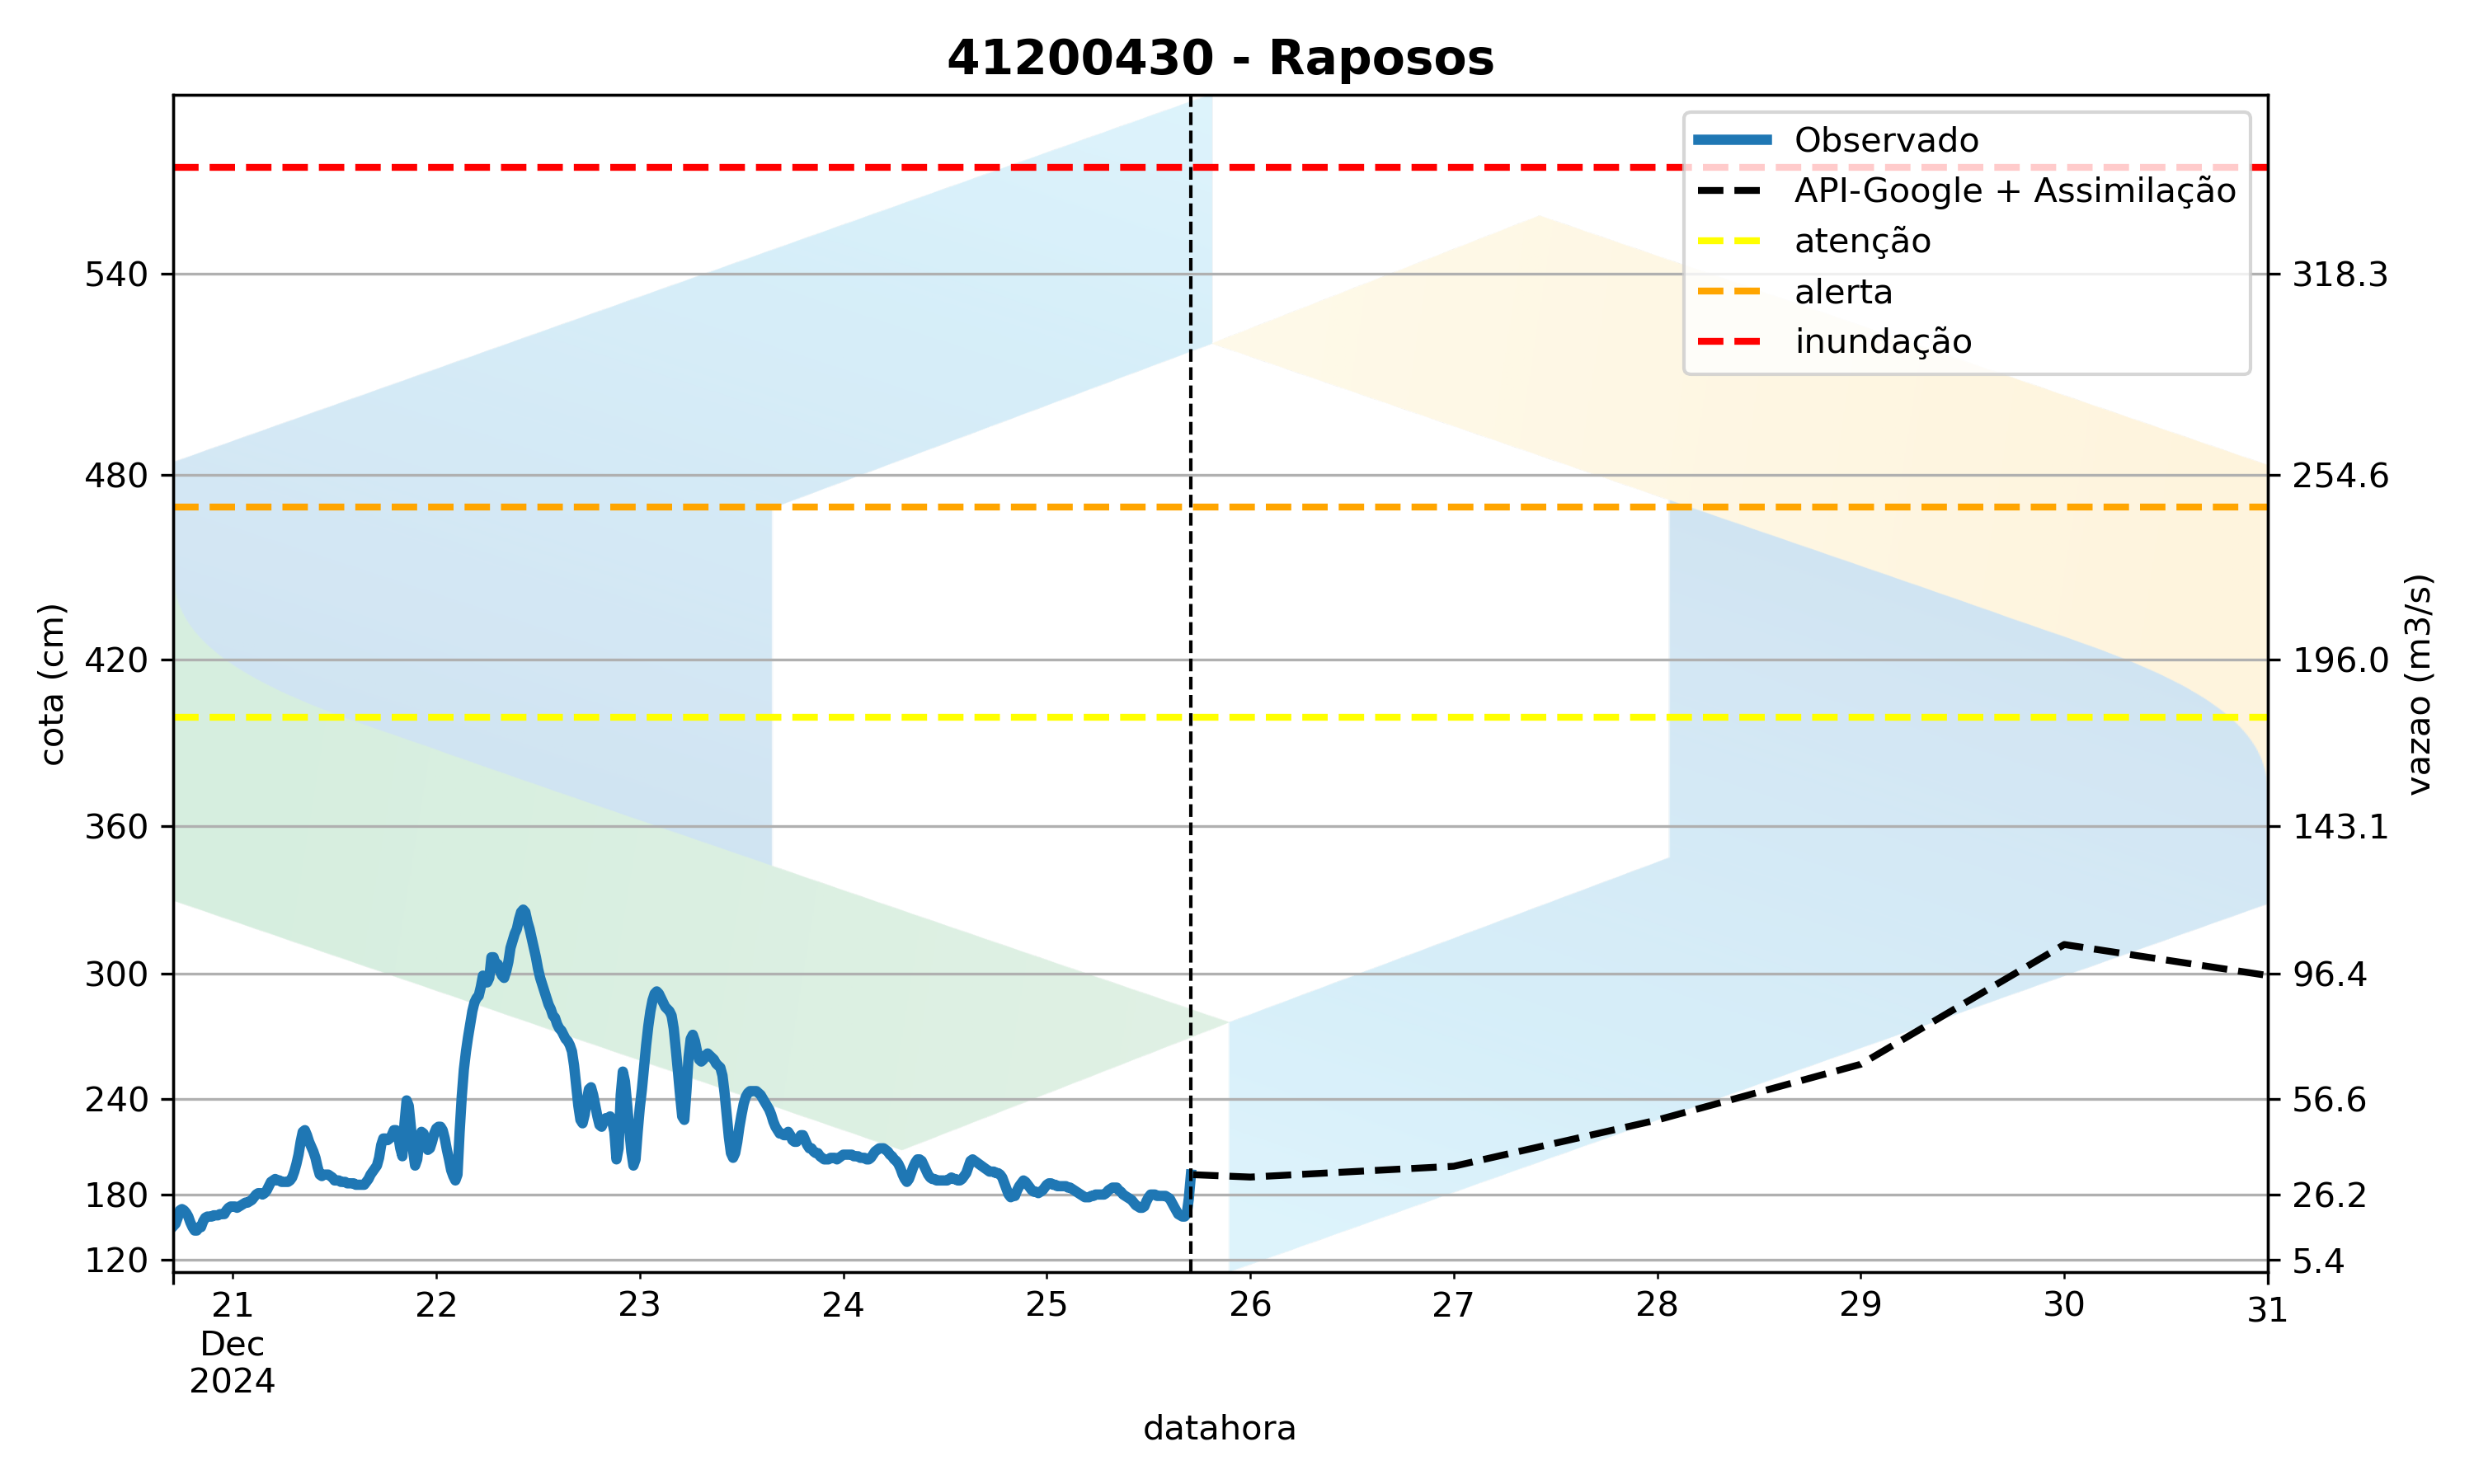 41200430 - Raposos
Observado
API-Google + Assimilação
atenção
alerta
inundação
cota (cm)
540
480
420
360
300
240
180
120
318.3
254.6
196.0
143.1
96.4
56.6
26.2
5.4
vazao (m3/s)
21 22 23 24 25 26 27 28 29 30 31
Dec
2024
datahora